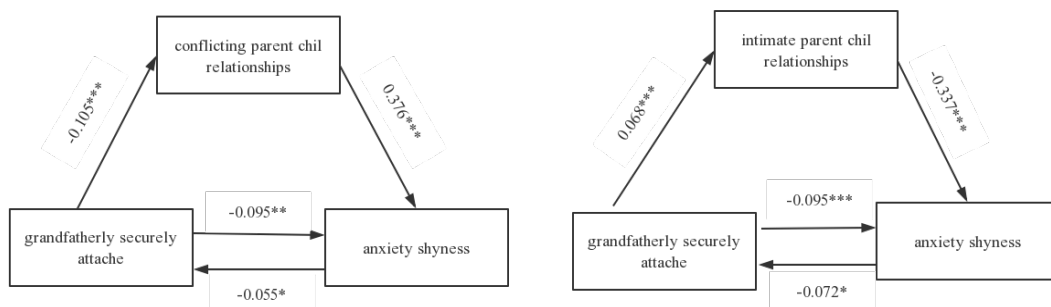 conflicting parent chil
relationships
-0.105***
0.376***
-0.095**
grandfatherly securely
attache
anxiety shyness
-0.055*
intimate parent chil
relationships
0.068***
-0.337***
-0.095***
grandfatherly securely
attache
anxiety shyness
-0.072*